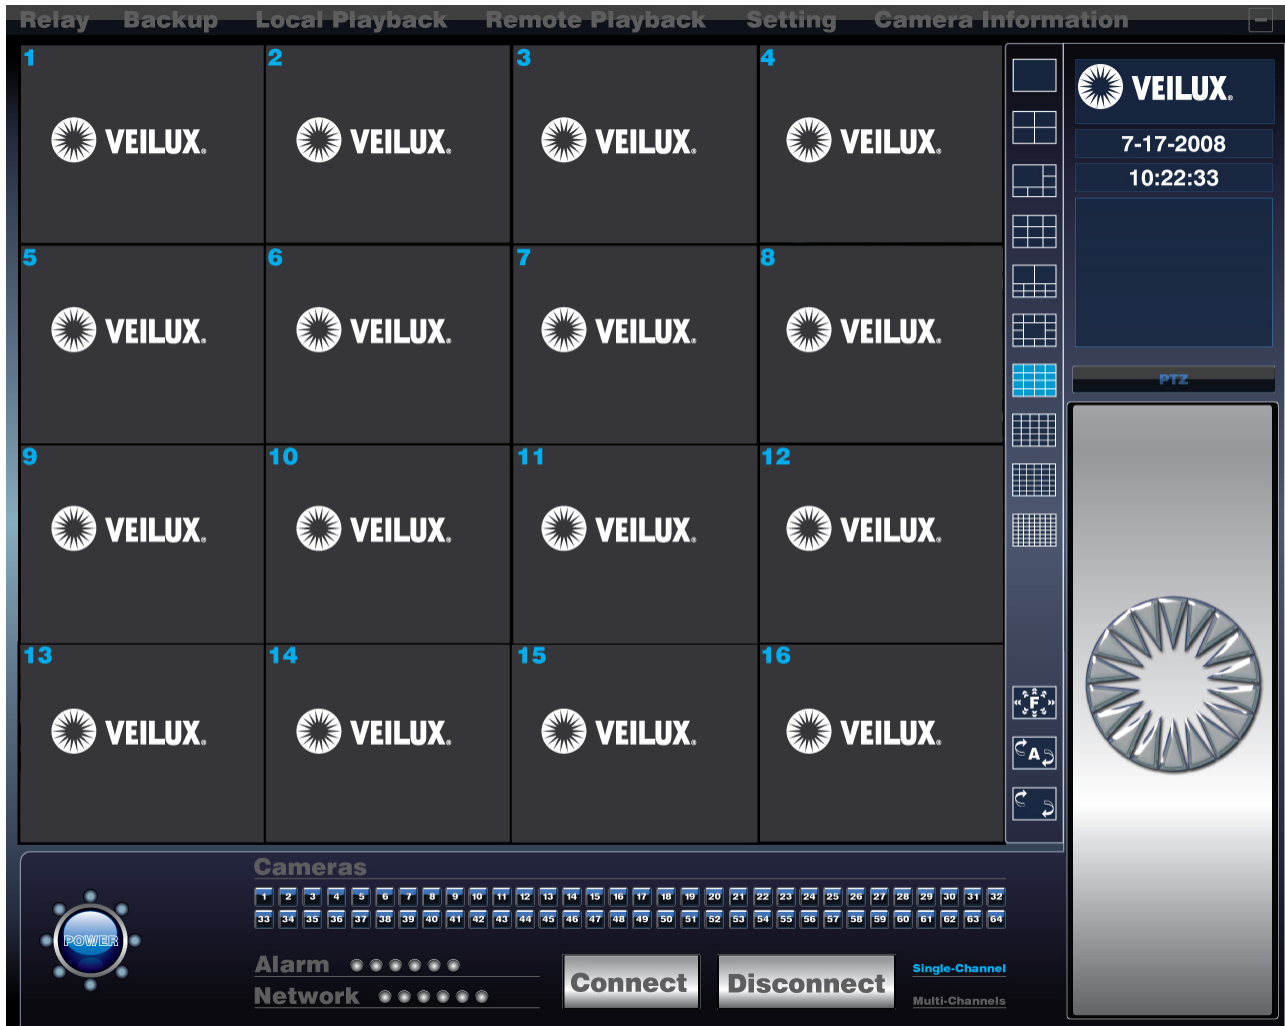 Relay Backup Local Playback Remote Playback Setting Camera Information
VEILUX®
7-17-2008
10:22:33
PTZ
1 2 3 4
VEILUX® VEILUX® VEILUX® VEILUX®
5 6 7 8
VEILUX® VEILUX® VEILUX® VEILUX®
9 10 11 12
VEILUX® VEILUX® VEILUX® VEILUX®
13 14 15 16
VEILUX® VEILUX® VEILUX® VEILUX®
F
A
Cameras
1 2 3 4 5 6 7 8 9 10 11 12 13 14 15 16 17 18 19 20 21 22 23 24 25 26 27 28 29 30 31 32
33 34 35 36 37 38 39 40 41 42 43 44 45 46 47 48 49 50 51 52 53 54 55 56 57 58 59 60 61 62 63 64
POWER
Alarm
Network
Connect Disconnect
Single-Channel
Multi-Channels